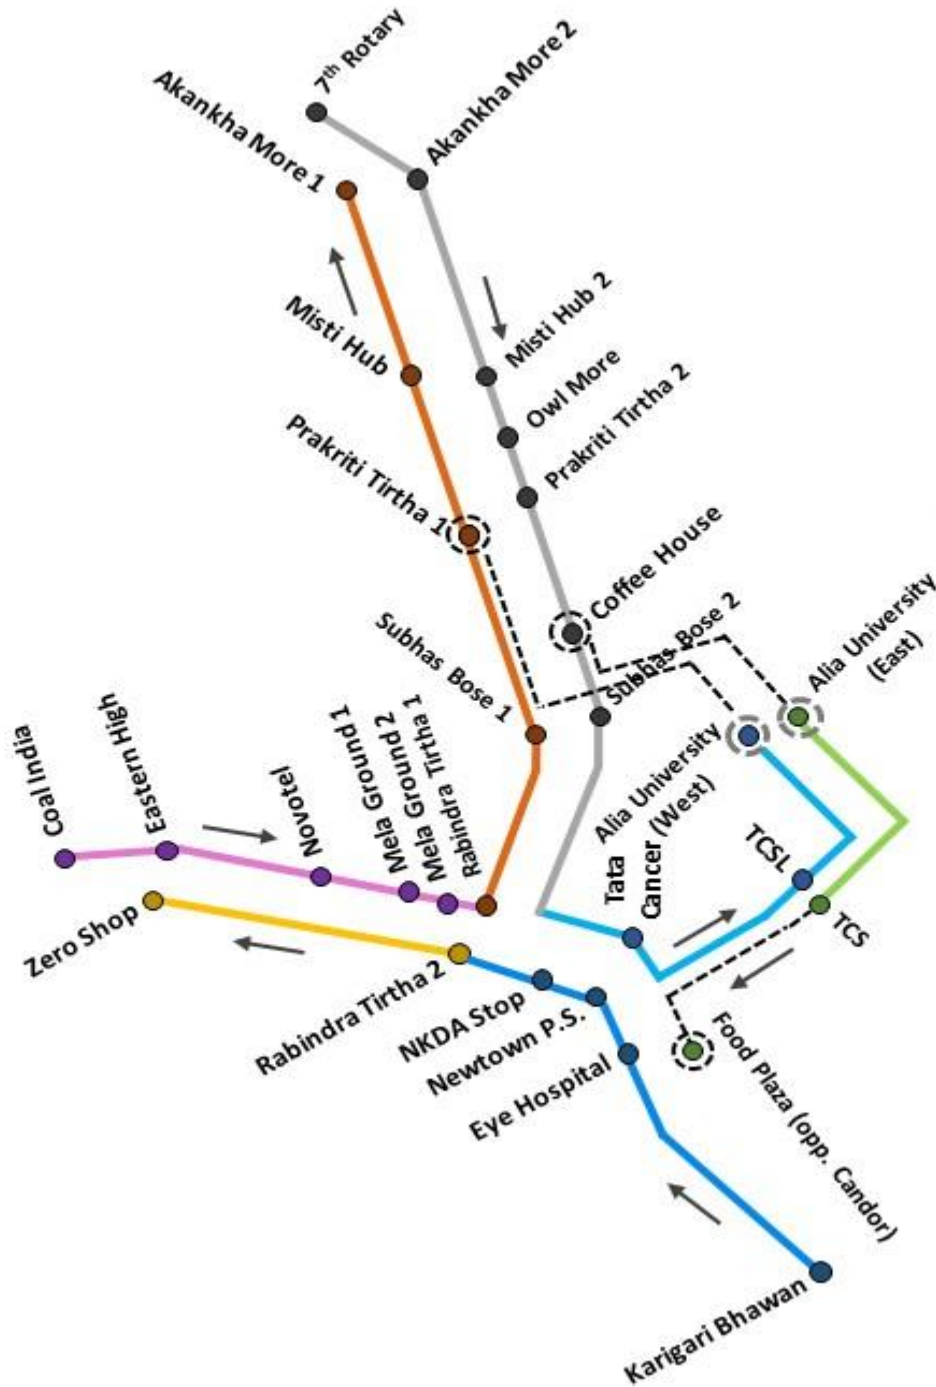 7th Rotary
Akankha More 2
Akankha More 1
Misti Hub 2
Misti Hub
Owl More
Prakriti Tirtha 2
Prakriti Tirtha 1
Coffee House
Subhas Bose 2
Alia University
(East)
Subhas Bose 1
Coal India
Eastern High
Novotel
Mela Ground 1
Mela Ground 2
Rabindra Tirtha 1
Alia University
(West)
Tata
Cancer
TCSL
TCS
Zero Shop
Rabindra Tirtha 2
NKDA Stop
Newtown P.S.
Eye Hospital
Food Plaza (opp. Candor)
Karigari Bhawan